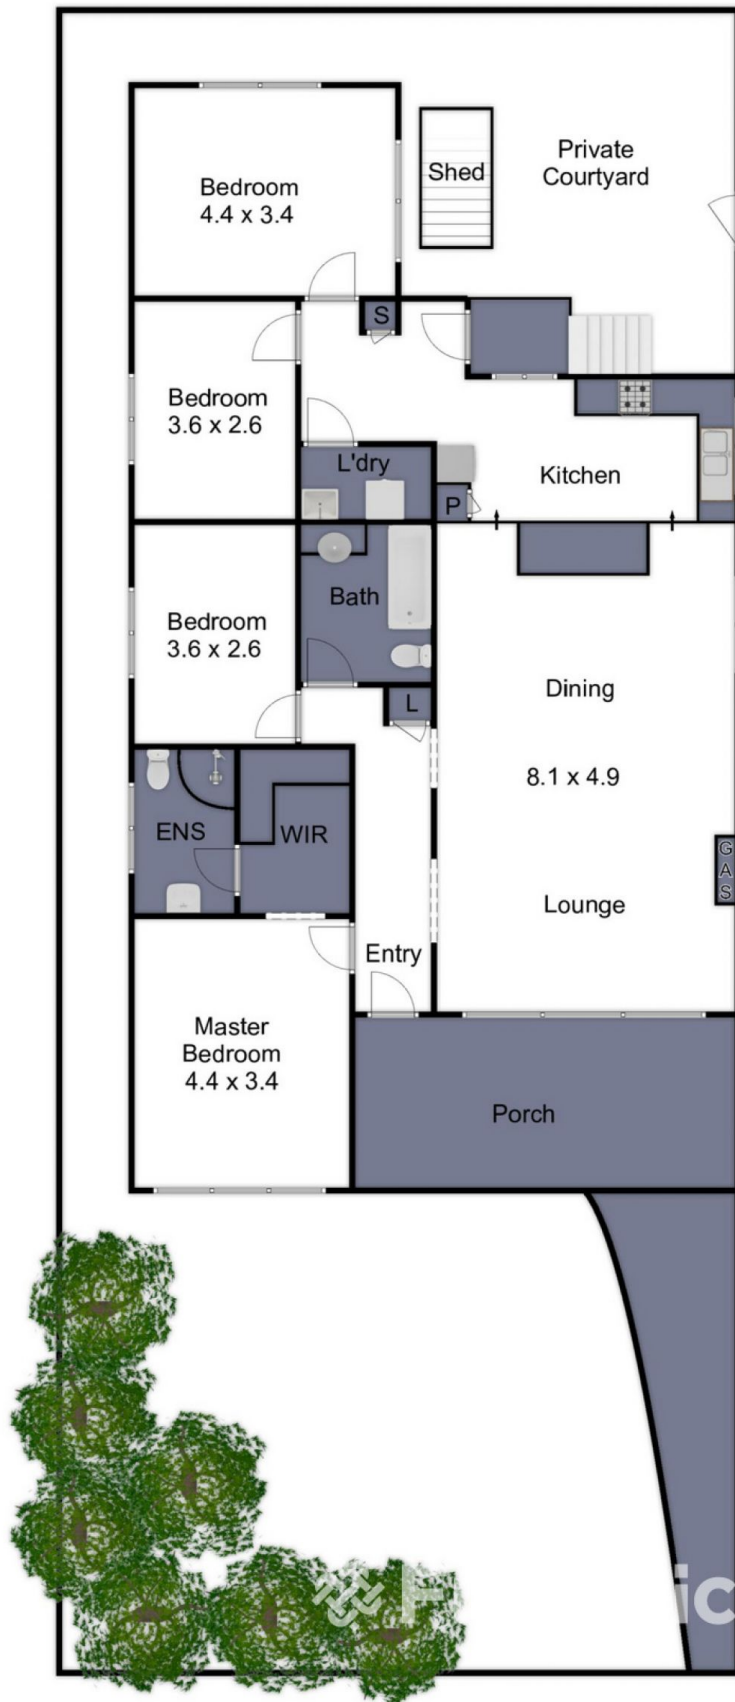 Private
Courtyard
Shed
Bedroom
4.4 x 3.4
S
Bedroom
3.6 x 2.6
L'dry
Kitchen
P
Bath
Bedroom
3.6 x 2.6
L
Dining
8.1 x 4.9
ENS
WIR
GAS
Lounge
Entry
Master
Bedroom
4.4 x 3.4
Porch